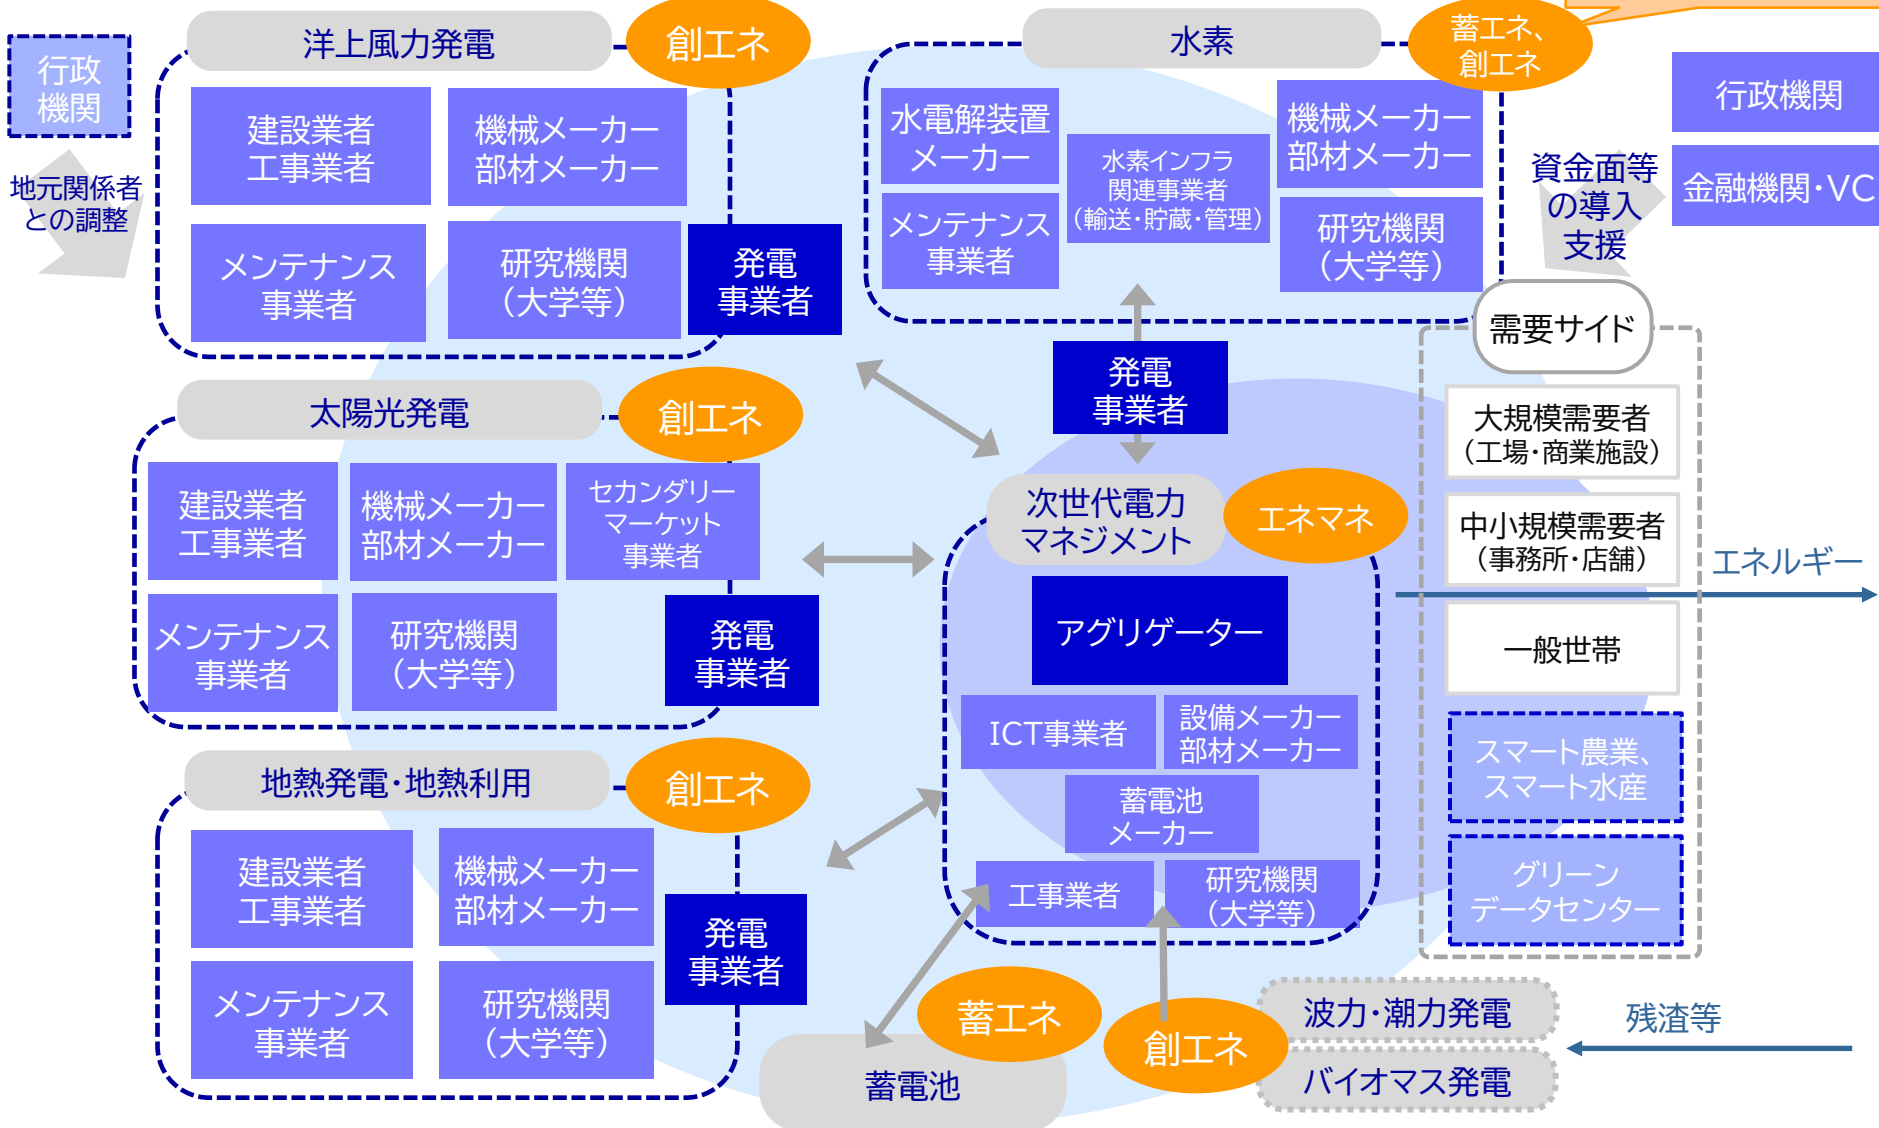 行政
機関
地元関係者
との調整
洋上風力発電
創エネ
建設業者
工事業者
機械メーカー
部材メーカー
メンテナンス
事業者
研究機関
（大学等）
発電
事業者
水素
蓄エネ、
創エネ
水電解装置
メーカー
水素インフラ
関連事業者
（輸送・貯蔵・管理）
機械メーカー
部材メーカー
メンテナンス
事業者
研究機関
（大学等）
行政機関
金融機関・VC
資金面等
の導入
支援
発電
事業者
太陽光発電
創エネ
建設業者
工事業者
機械メーカー
部材メーカー
セカンダリー
マーケット
事業者
メンテナンス
事業者
研究機関
（大学等）
発電
事業者
次世代電力
マネジメント
エネマネ
アグリゲーター
ICT事業者
設備メーカー
部材メーカー
蓄電池
メーカー
工事業者
研究機関
（大学等）
需要サイド
大規模需要者
（工場・商業施設）
中小規模需要者
（事務所・店舗）
一般世帯
スマート農業、
スマート水産
グリーン
データセンター
エネルギー
地熱発電・地熱利用
創エネ
建設業者
工事業者
機械メーカー
部材メーカー
メンテナンス
事業者
研究機関
（大学等）
発電
事業者
蓄エネ
蓄電池
創エネ
波力・潮力発電
バイオマス発電
残渣等